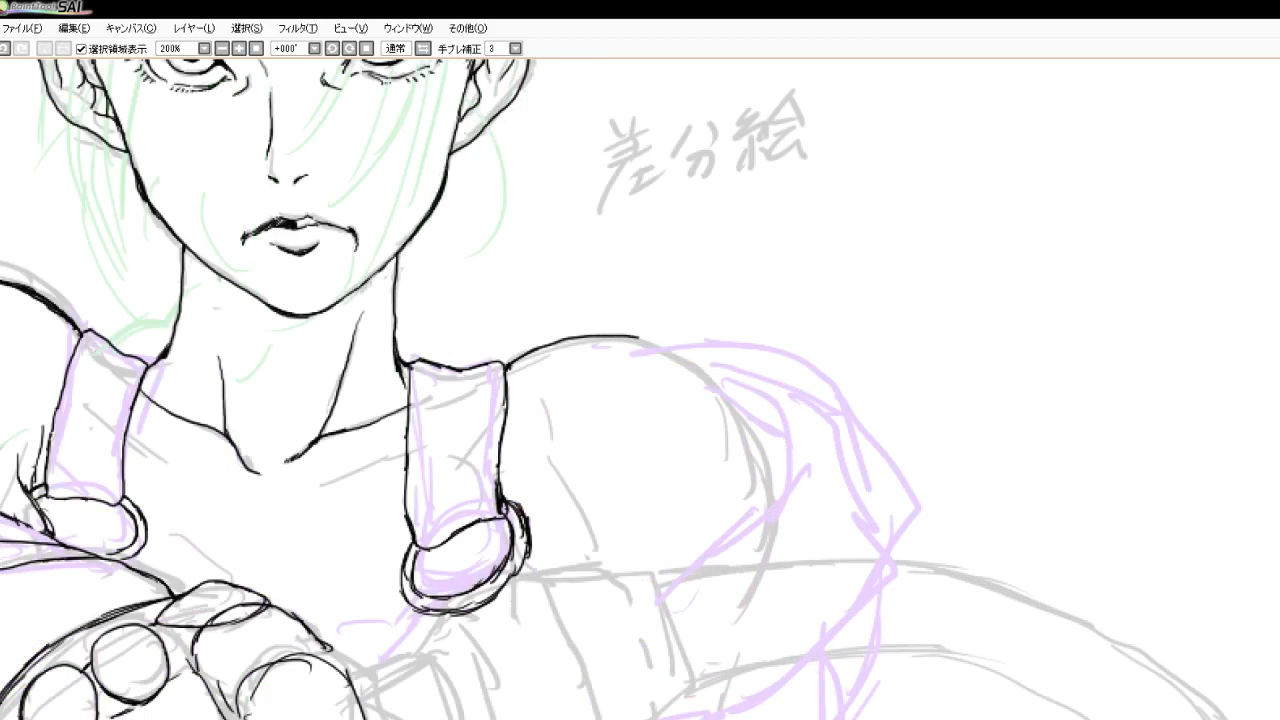 PaintTool SAI
ファイル(F) 編集(E) キャンバス(C) レイヤー(L) 選択(S) フィルタ(T) ビュー(V) ウィンドウ(W) その他(O)
選択領域表示 200% +000° 通常 手ブレ補正 3
差分絵